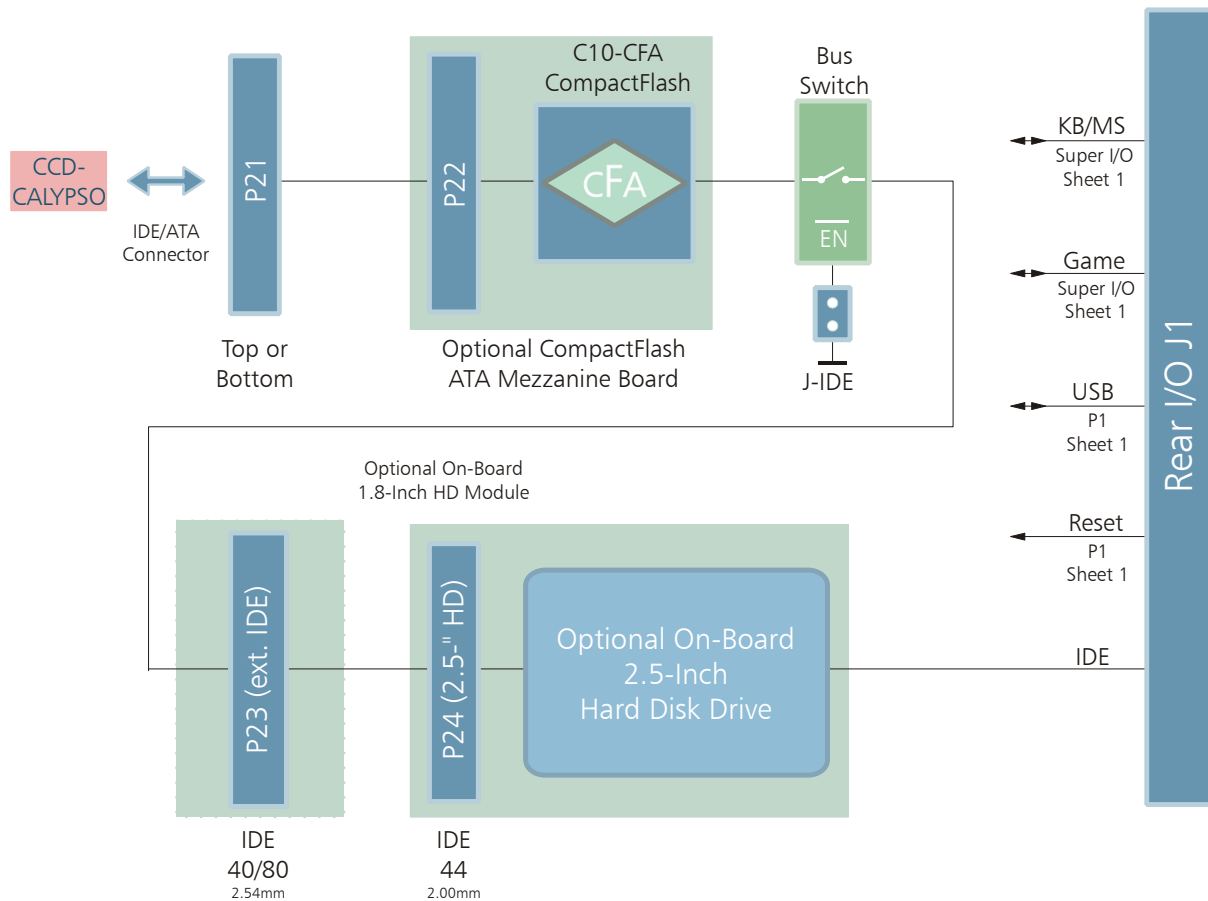 C10-CFA
CompactFlash
Bus
Switch
CCD-
CALYPSO
IDE/ATA
Connector
P21
P22
CFA
EN
Top or
Bottom
Optional CompactFlash
ATA Mezzanine Board
J-IDE
KB/MS
Super I/O
Sheet 1
Game
Super I/O
Sheet 1
USB
P1
Sheet 1
Reset
P1
Sheet 1
IDE
Rear I/O J1
Optional On-Board
1.8-Inch HD Module
P23 (ext. IDE)
P24 (2.5-" HD)
Optional On-Board
2.5-Inch
Hard Disk Drive
IDE
40/80
2.54mm
IDE
44
2.00mm